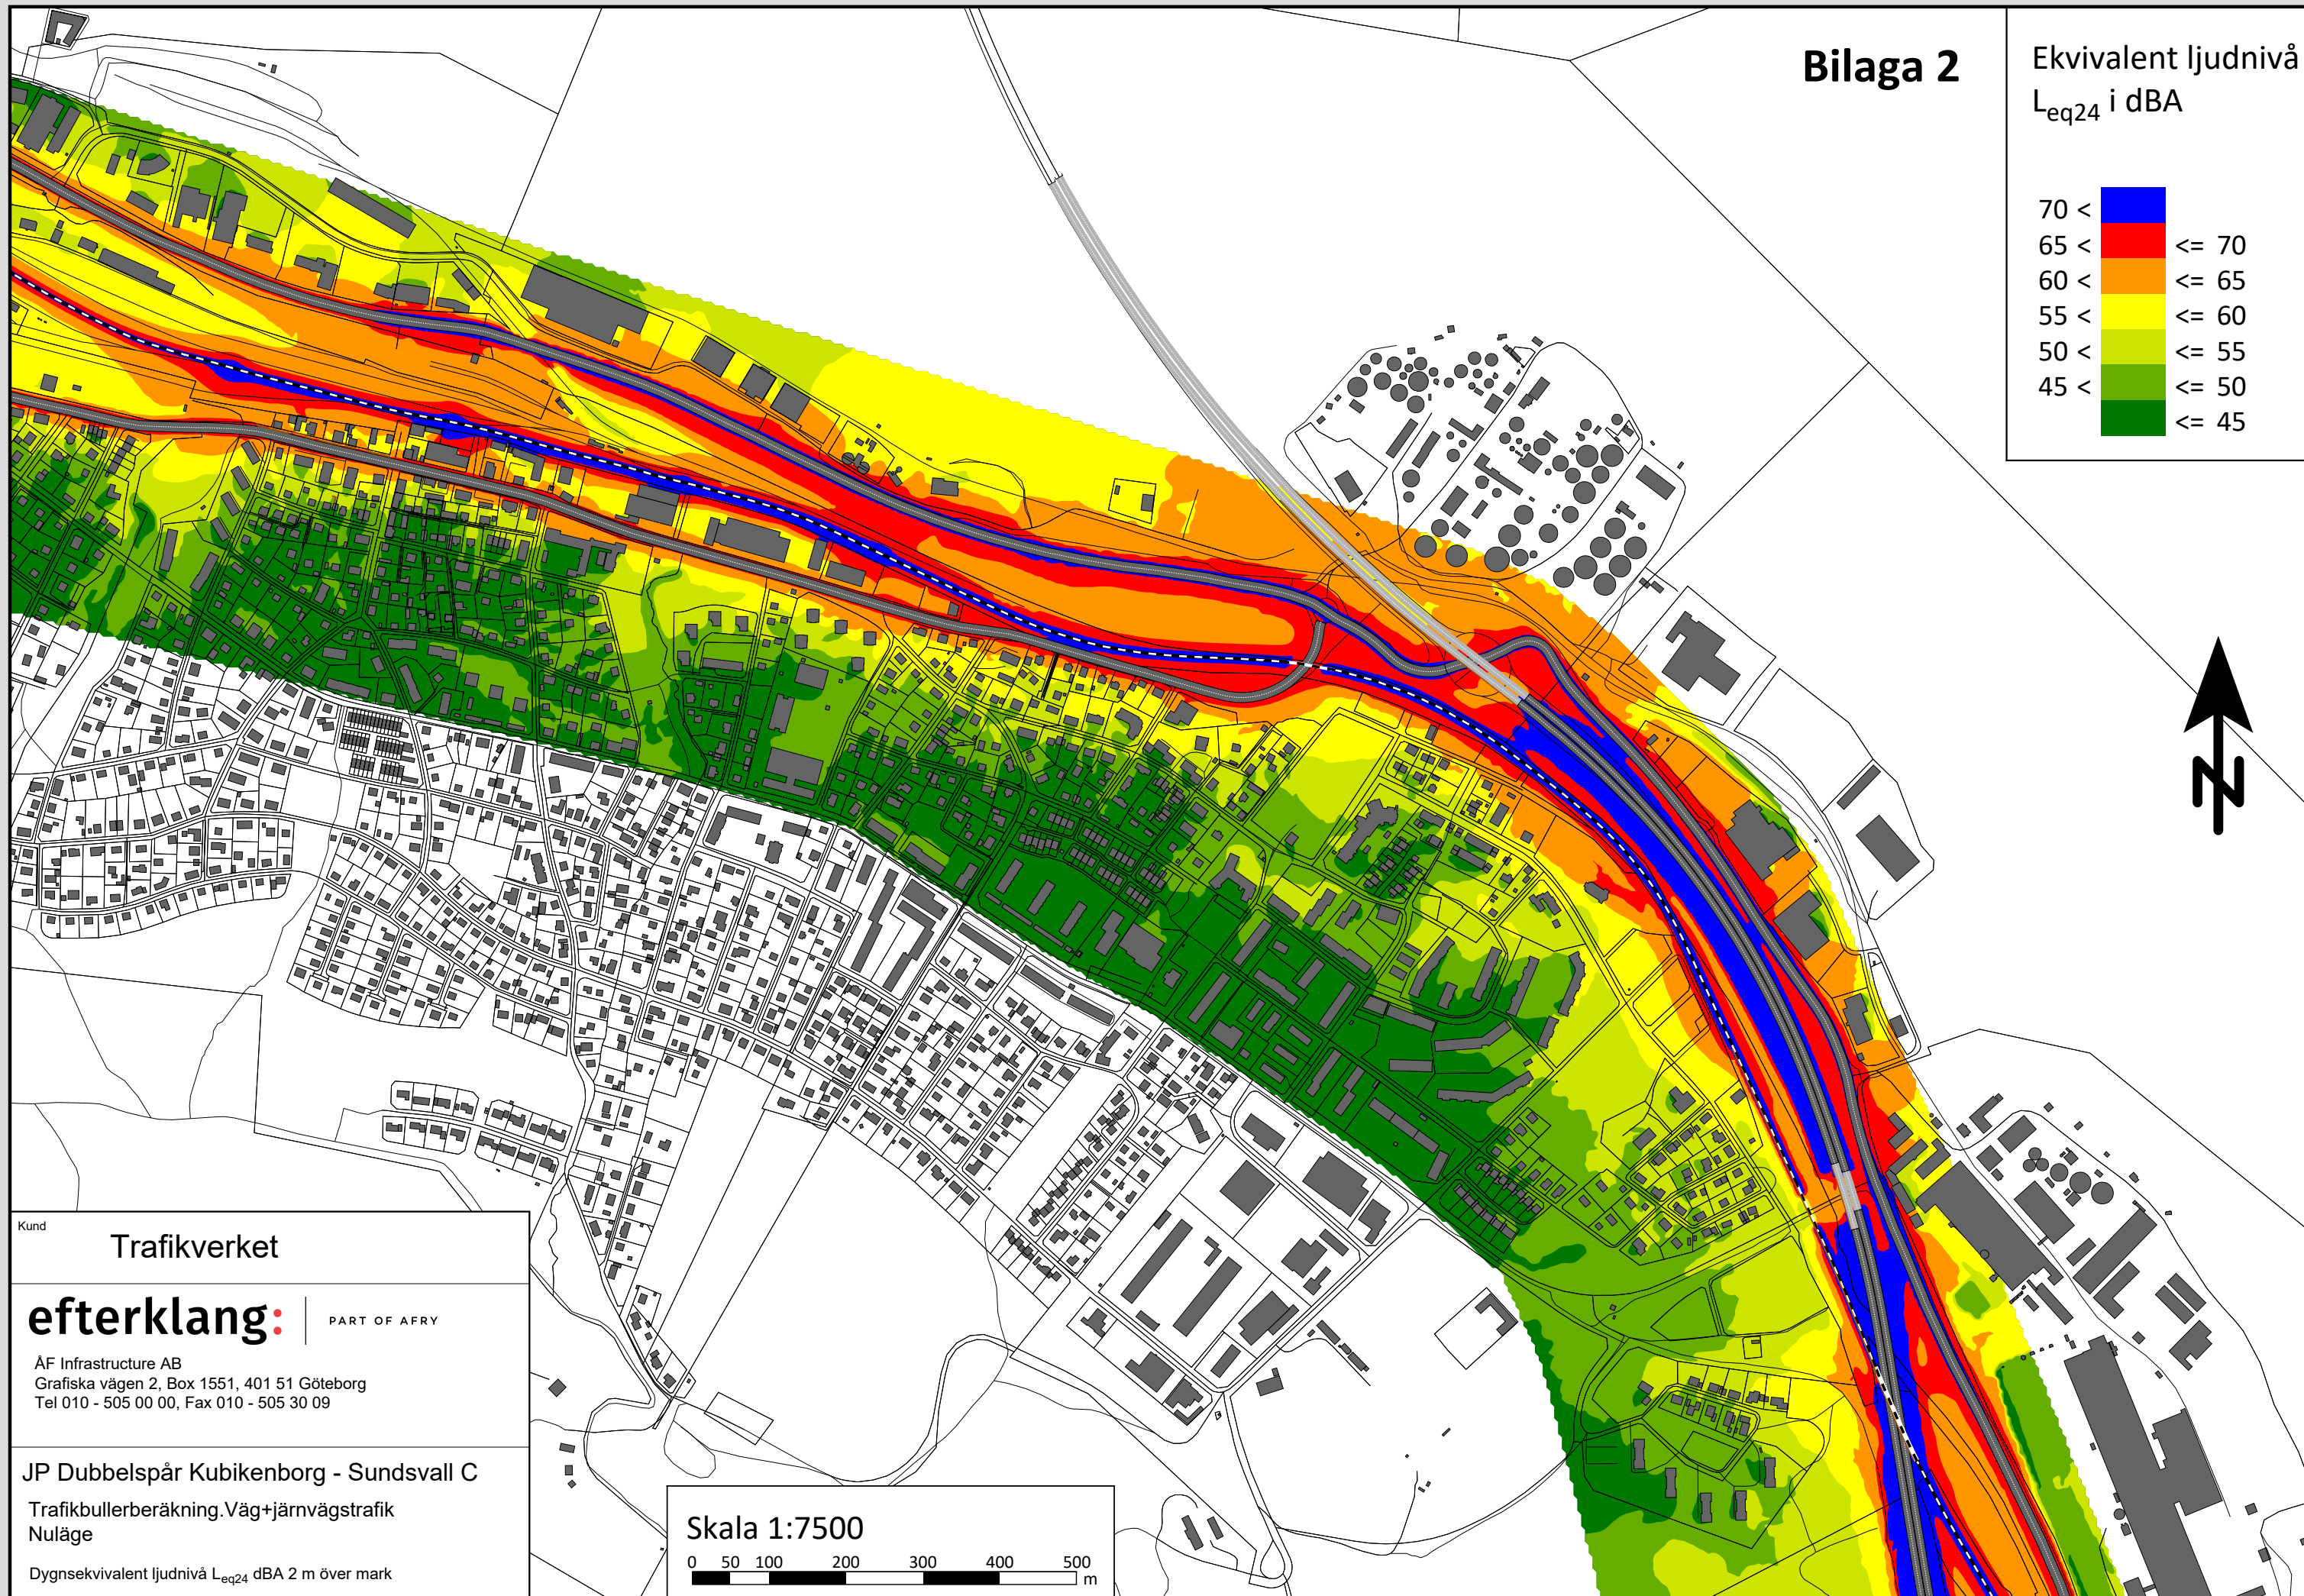 Bilaga 2
Ekvivalent ljudnivå
Leq24 i dBA
70 <
65 < <= 70
60 < <= 65
55 < <= 60
50 < <= 55
45 < <= 50
<= 45
N
Kund
Trafikverket
efterklang: PART OF AFRY
ÅF Infrastructure AB
Grafiska vägen 2, Box 1551, 401 51 Göteborg
Tel 010 - 505 00 00, Fax 010 - 505 30 09
JP Dubbelspår Kubikenborg - Sundsvall C
Trafikbullerberäkning.Väg+järnvägstrafik
Nuläge
Dygnsekvivalent ljudnivå Leq24 dBA 2 m över mark
Skala 1:7500
0 50 100 200 300 400 500
m